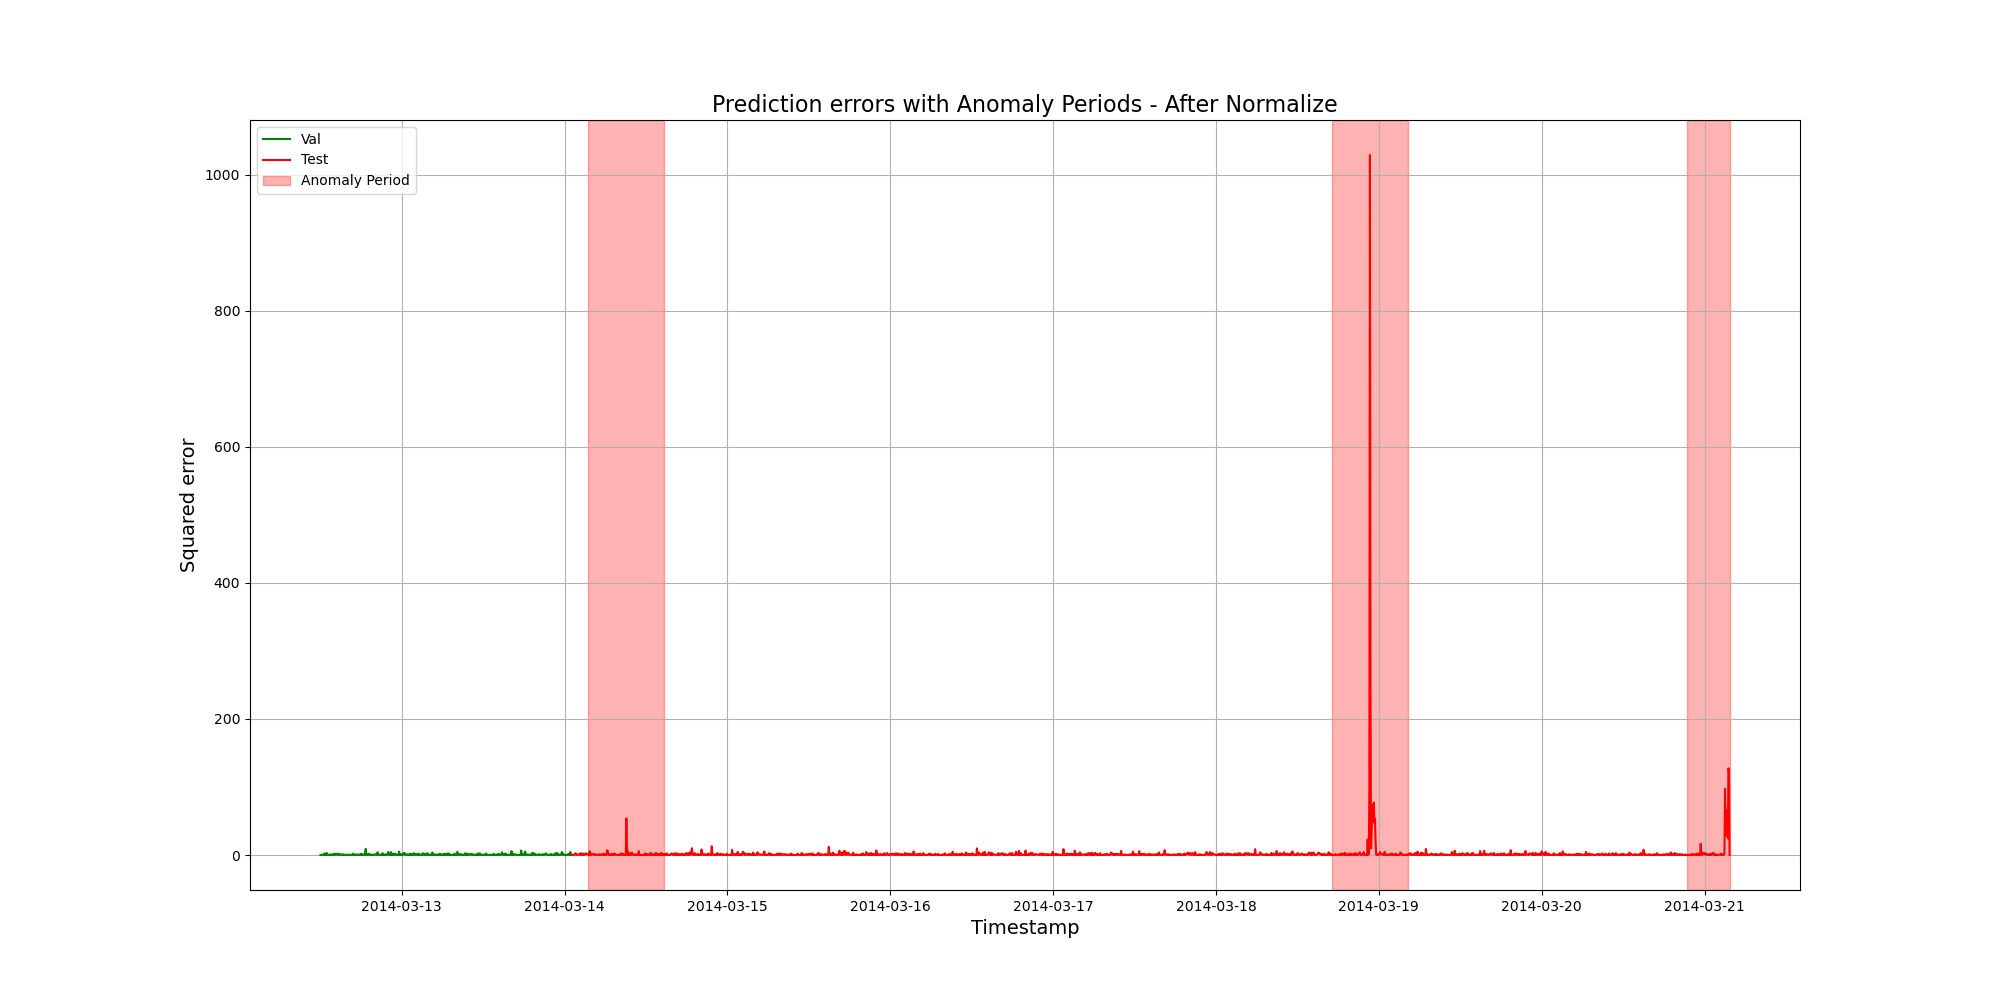 Prediction errors with Anomaly Periods - After Normalize
Val
Test
Anomaly Period
1000
800
600
400
200
0
Squared error
2014-03-13
2014-03-14
2014-03-15
2014-03-16
2014-03-17
2014-03-18
2014-03-19
2014-03-20
2014-03-21
Timestamp